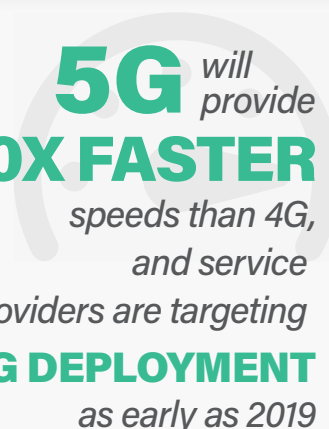 5G will
provide
0X FASTER
speeds than 4G,
and service
oviders are targeting
G DEPLOYMENT
as early as 2019